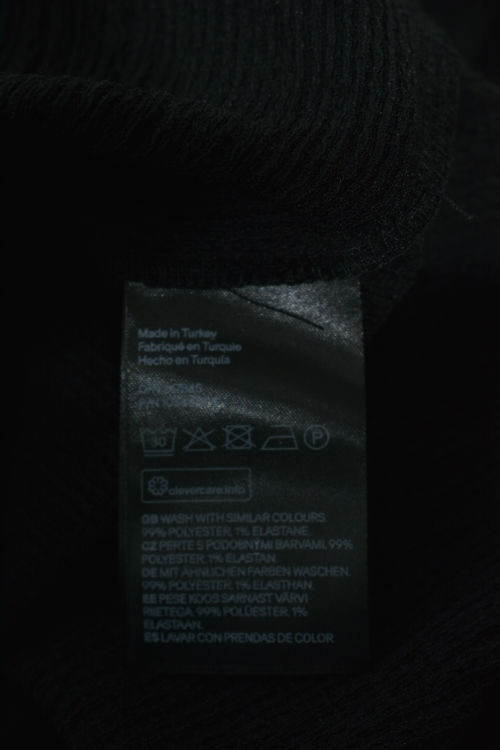 Made in Turkey
Fabriqué en Turquie
Hecho en Turquía
30
P
clevercare.info
GB WASH WITH SIMILAR COLOURS.
99% POLYESTER, 1% ELASTANE
CZ PERTE S PODOBNÝMI BARVAMI. 99%
POLYESTER, 1% ELASTAN.
DE MIT ÄHNLICHEN FARBEN WASCHEN.
99% POLYESTER, 1% ELASTHAN.
EE PESE KOOS SARNAST VÄRVI
RIIETEGA. 99% POLÜESTER, 1%
ELASTAAN.
ES LAVAR CON PRENDAS DE COLOR